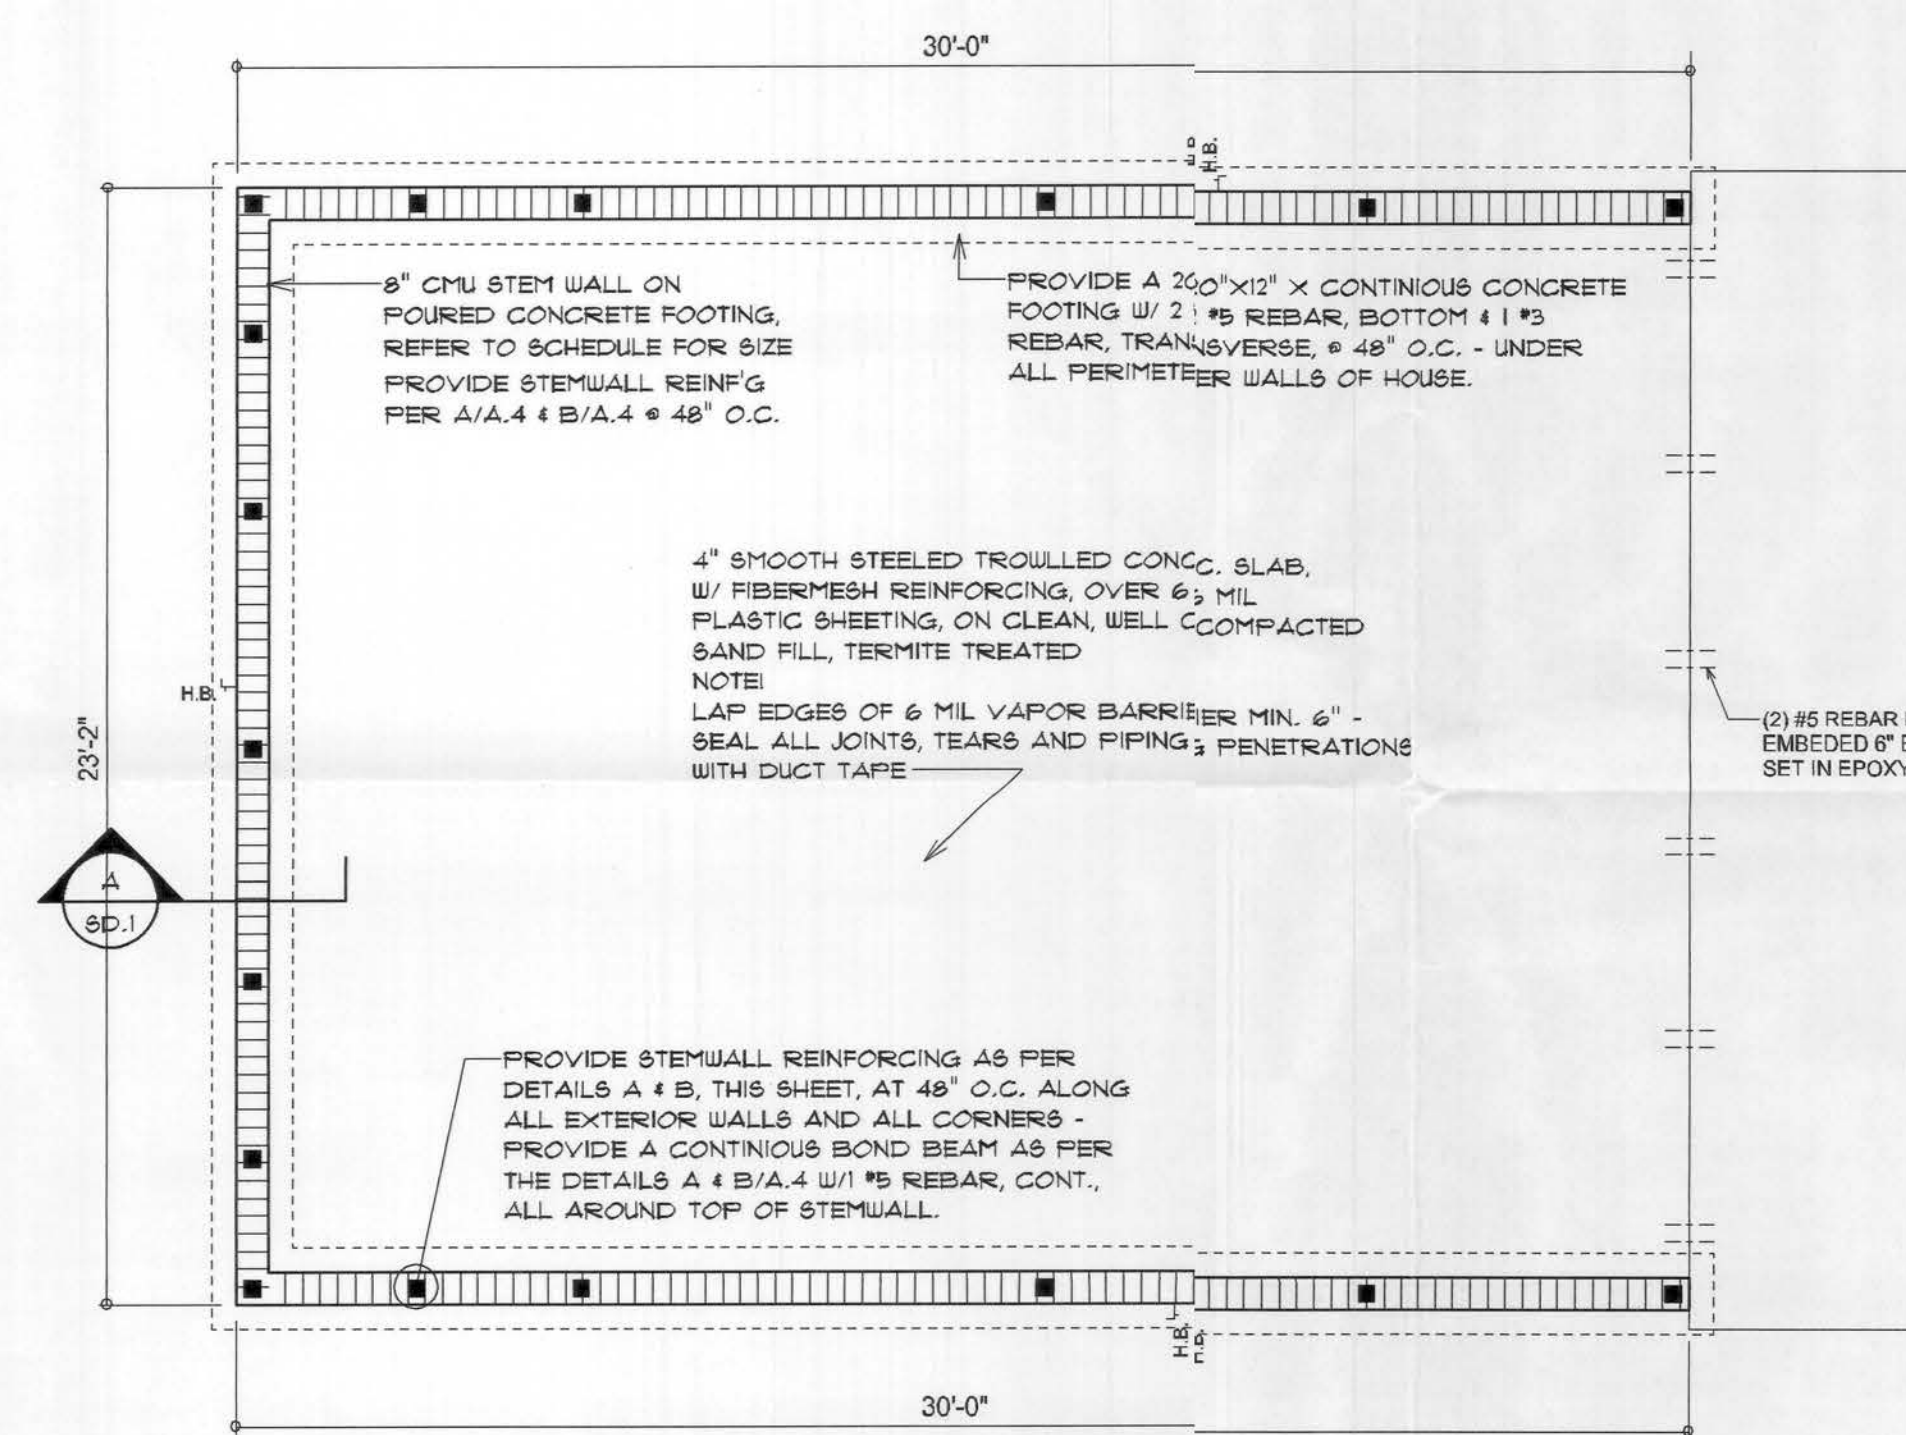 30'-0"
H.B.
8" CMU STEM WALL ON
POURED CONCRETE FOOTING,
REFER TO SCHEDULE FOR SIZE
PROVIDE STEMWALL REINF'G
PER A/A.4 & B/A.4 @ 48" O.C.
PROVIDE A 20"X12" X CONTINIOUS CONCRETE
FOOTING W/ 2 #5 REBAR, BOTTOM & 1 #3
REBAR, TRANSVERSE, @ 48" O.C. - UNDER
ALL PERIMETER WALLS OF HOUSE.
4" SMOOTH STEELED TROWLLED CONC. SLAB,
W/ FIBERMESH REINFORCING, OVER 6 MIL
PLASTIC SHEETING, ON CLEAN, WELL COMPACTED
SAND FILL, TERMITE TREATED
NOTE!
LAP EDGES OF 6 MIL VAPOR BARRIER MIN. 6" -
SEAL ALL JOINTS, TEARS AND PIPING PENETRATIONS
WITH DUCT TAPE
H.B.
23'-2"
(2) #5 REBAR
EMBEDED 6"
SET IN EPOXY
A
SD.1
PROVIDE STEMWALL REINFORCING AS PER
DETAILS A & B, THIS SHEET, AT 48" O.C. ALONG
ALL EXTERIOR WALLS AND ALL CORNERS -
PROVIDE A CONTINIOUS BOND BEAM AS PER
THE DETAILS A & B/A.4 W/1 #5 REBAR, CONT.,
ALL AROUND TOP OF STEMWALL.
H.B.
30'-0"